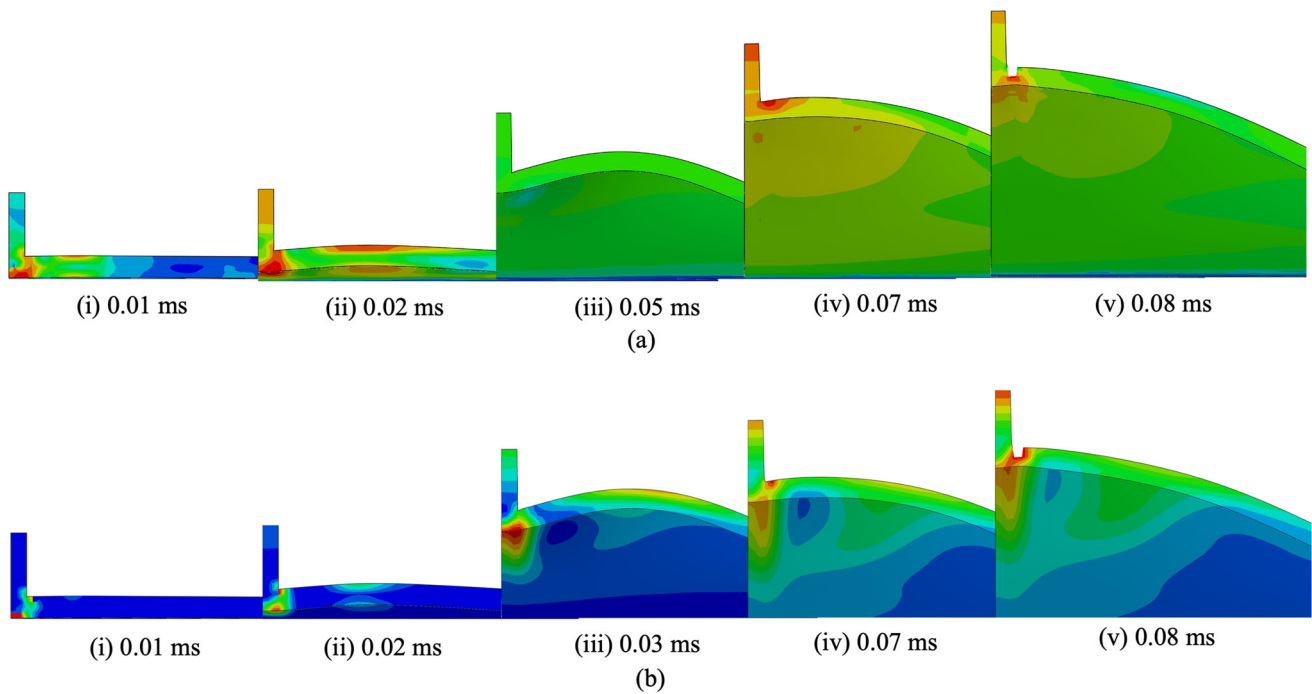 (i) 0.01 ms
(ii) 0.02 ms
(iii) 0.05 ms
(iv) 0.07 ms
(v) 0.08 ms
(a)
(i) 0.01 ms
(ii) 0.02 ms
(iii) 0.03 ms
(iv) 0.07 ms
(v) 0.08 ms
(b)